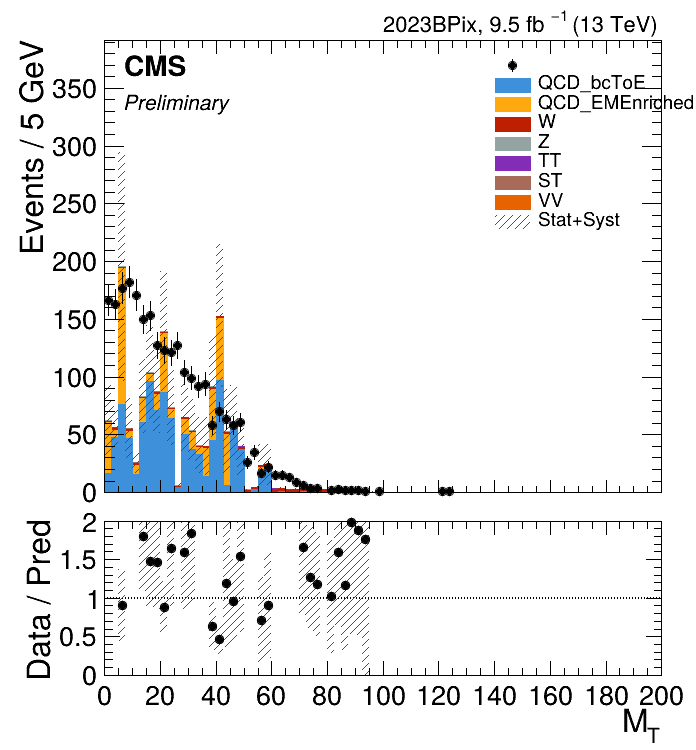 2023BPix, 9.5 fb⁻¹ (13 TeV)
CMS
Preliminary
QCD_bcToE
QCD_EMEnriched
W
Z
TT
ST
VV
Stat+Syst
Events / 5 GeV
350
300
250
200
150
100
50
0
Data / Pred
2
1.5
1
0.5
0
0 20 40 60 80 100 120 140 160 180 200
M_T